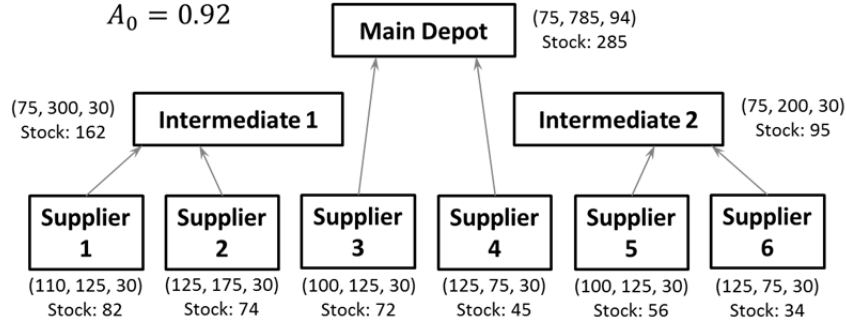 A₀ = 0.92
Main Depot
(75, 785, 94)
Stock: 285
(75, 300, 30)
Stock: 162
Intermediate 1
Intermediate 2
(75, 200, 30)
Stock: 95
Supplier
1
Supplier
2
Supplier
3
Supplier
4
Supplier
5
Supplier
6
(110, 125, 30)
Stock: 82
(125, 175, 30)
Stock: 74
(100, 125, 30)
Stock: 72
(125, 75, 30)
Stock: 45
(100, 125, 30)
Stock: 56
(125, 75, 30)
Stock: 34